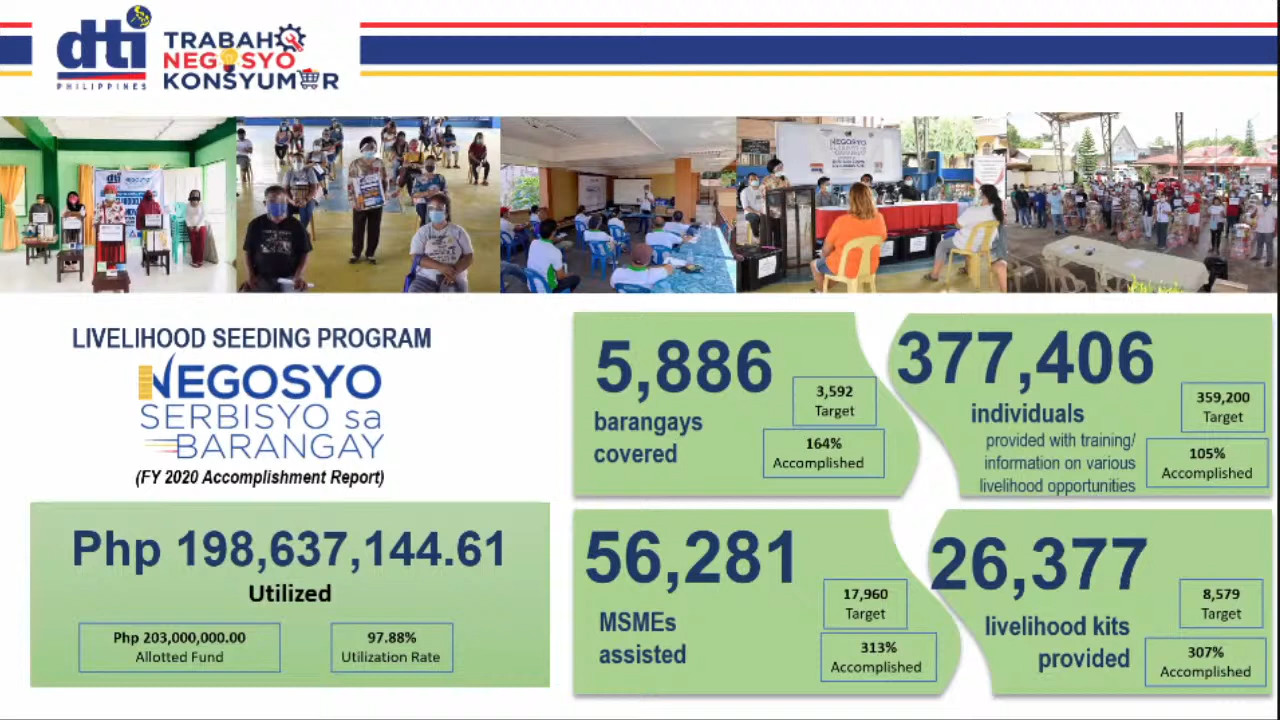 dti
PHILIPPINES
TRABAHO
NEGOSYO
KONSYUMER
dti
NEGOSYO
LIVELIHOOD SEEDING PROGRAM
NEGOSYO
SERBISYO sa
BARANGAY
(FY 2020 Accomplishment Report)
Php 198,637,144.61
Utilized
Php 203,000,000.00
Allotted Fund
97.88%
Utilization Rate
5,886
barangays
covered
3,592
Target
164%
Accomplished
377,406
individuals
provided with training/
information on various
livelihood opportunities
359,200
Target
105%
Accomplished
56,281
MSMEs
assisted
17,960
Target
313%
Accomplished
26,377
livelihood kits
provided
8,579
Target
307%
Accomplished